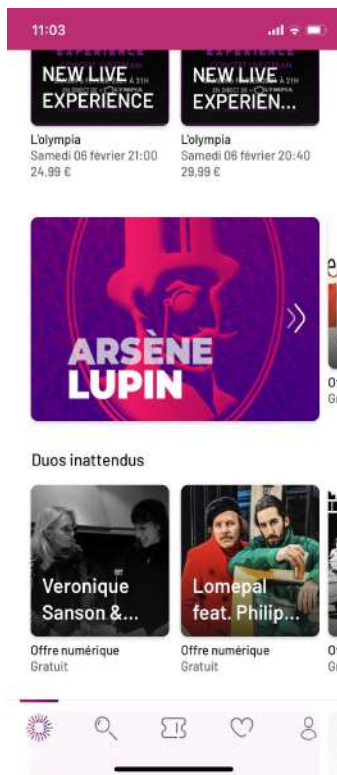 11:03
EXPERIENCE
NEW LIVE
EXPERIENCE
NEW LIVE
EXPERIEN...
L'olympia
Samedi 06 février 21:00
24,99 €
L'olympia
Samedi 06 février 20:40
29,99 €
ARSÈNE
LUPIN
Duos inattendus
Veronique
Sanson &...
Lomepal
feat. Philip...
Offre numérique
Gratuit
Offre numérique
Gratuit